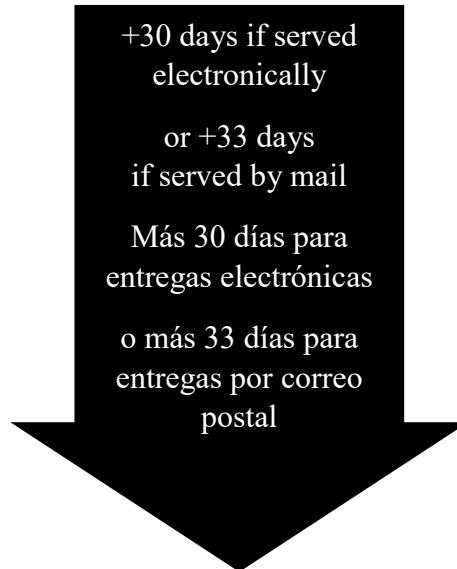 +30 days if served
electronically
or +33 days
if served by mail
Más 30 días para
entregas electrónicas
o más 33 días para
entregas por correo
postal